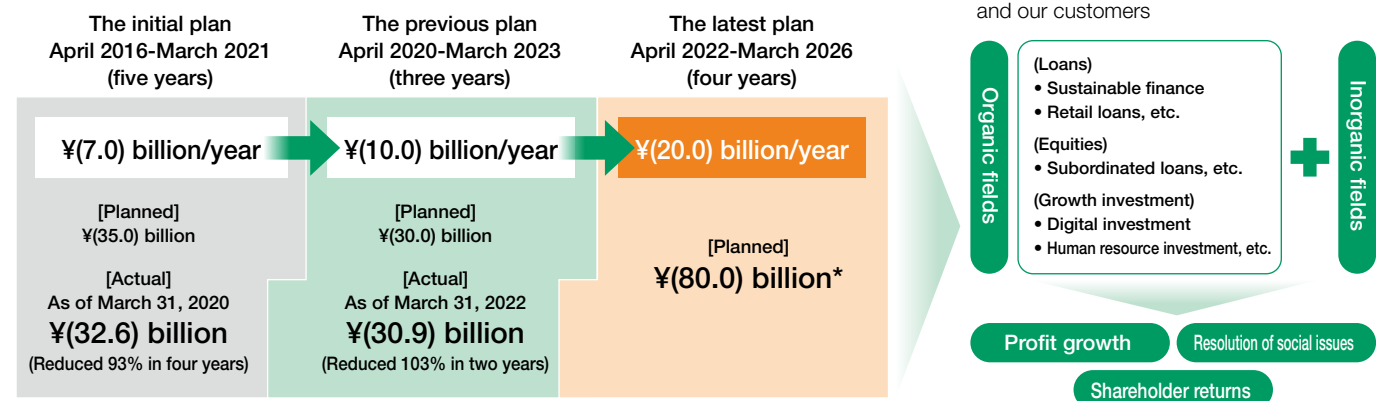 The initial plan
April 2016-March 2021
(five years)
¥(7.0) billion/year
[Planned]
¥(35.0) billion
[Actual]
As of March 31, 2020
¥(32.6) billion
(Reduced 93% in four years)
The previous plan
April 2020-March 2023
(three years)
¥(10.0) billion/year
[Planned]
¥(30.0) billion
[Actual]
As of March 31, 2022
¥(30.9) billion
(Reduced 103% in two years)
The latest plan
April 2022-March 2026
(four years)
¥(20.0) billion/year
[Planned]
¥(80.0) billion*
and our customers
Organic fields
(Loans)
• Sustainable finance
• Retail loans, etc.
(Equities)
• Subordinated loans, etc.
(Growth investment)
• Digital investment
• Human resource investment, etc.
Inorganic fields
Profit growth
Resolution of social issues
Shareholder returns